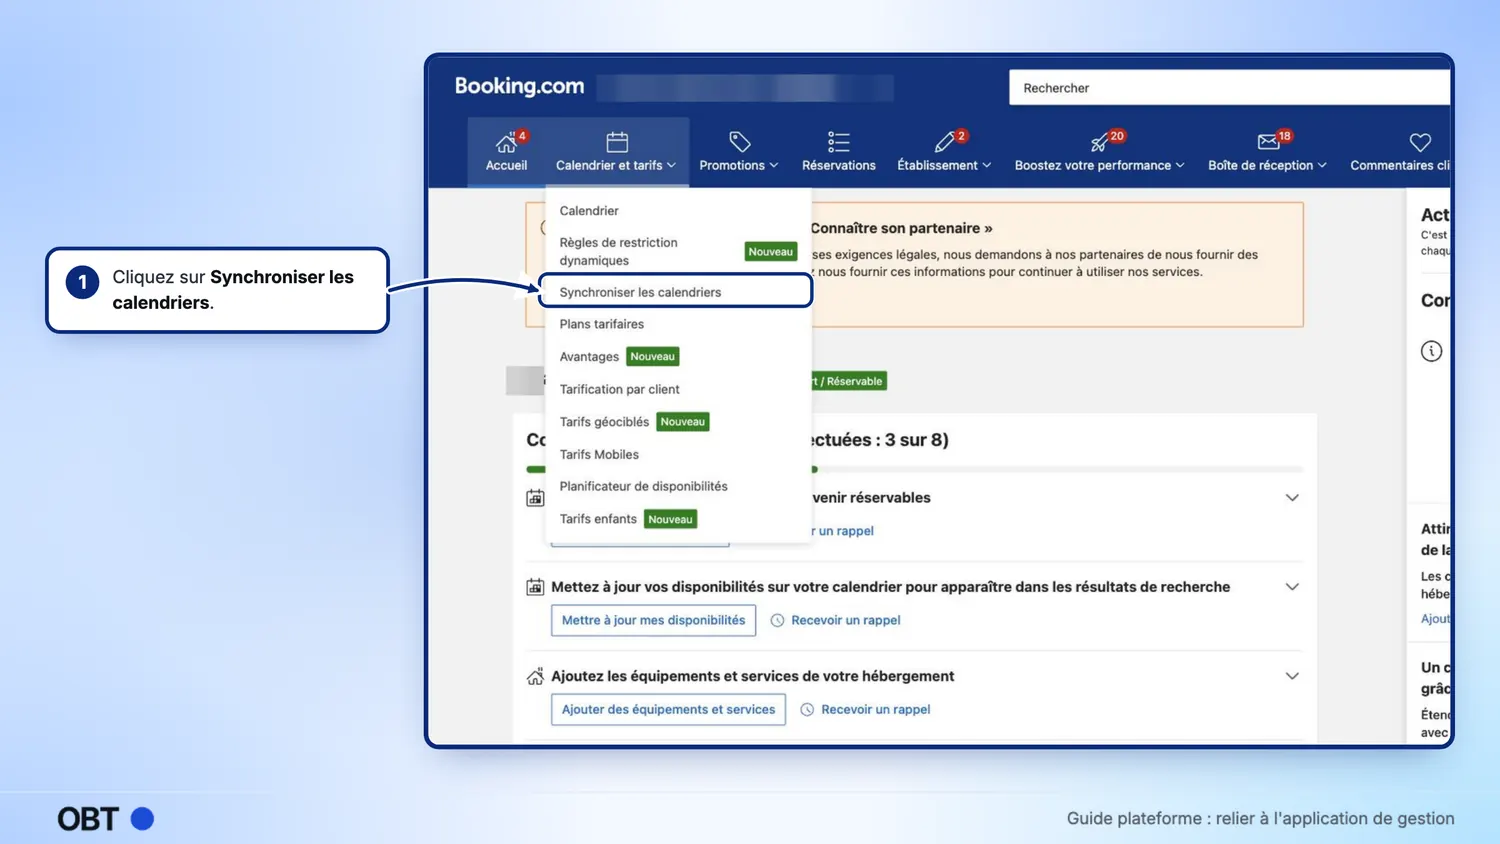 Booking.com
Rechercher
4
Accueil
Calendrier et tarifs
Promotions
Réservations
2
Établissement
20
Boostez votre performance
18
Boîte de réception
Commentaires cli
Calendrier
Règles de restriction
dynamiques
Nouveau
Synchroniser les calendriers
Plans tarifaires
Avantages Nouveau
Tarification par client
Tarifs géociblés Nouveau
Tarifs Mobiles
Planificateur de disponibilités
Tarifs enfants Nouveau
1 Cliquez sur Synchroniser les
calendriers.
Connaître son partenaire »
ses exigences légales, nous demandons à nos partenaires de nous fournir des
nous fournir ces informations pour continuer à utiliser nos services.
rt / Réservable
Co
ectuées : 3 sur 8)
venir réservables
r un rappel
Mettez à jour vos disponibilités sur votre calendrier pour apparaître dans les résultats de recherche
Mettre à jour mes disponibilités Recevoir un rappel
Ajoutez les équipements et services de votre hébergement
Ajouter des équipements et services Recevoir un rappel
Act
C'est
chaqu
Con
Attir
de la
Les c
hébe
Ajout
Un c
grâc
Étend
avec
OBT
Guide plateforme : relier à l'application de gestion